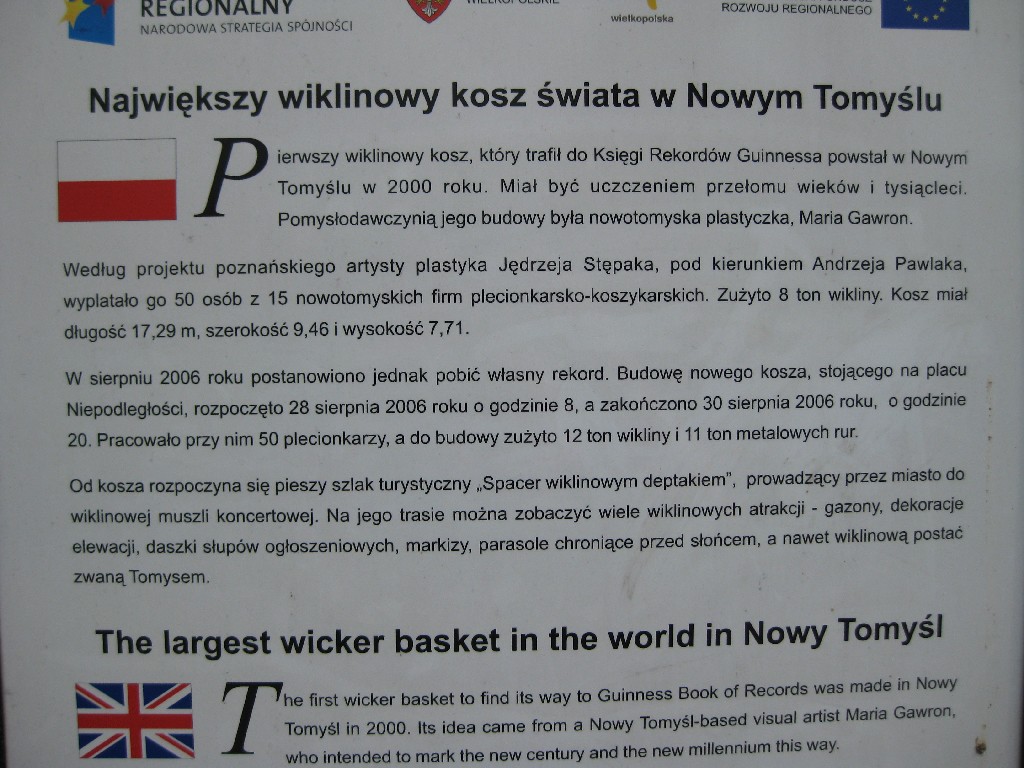 REGIONALNY
NARODOWA STRATEGIA SPÓJNOŚCI
WIELKOPOLSKIE
wielkopolska
ROZWOJU REGIONALNEGO
Największy wiklinowy kosz świata w Nowym Tomyślu
Pierwszy wiklinowy kosz, który trafił do Księgi Rekordów Guinnessa powstał w Nowym
Tomyślu w 2000 roku. Miał być uczczeniem przełomu wieków i tysiącleci.
Pomysłodawczynią jego budowy była nowotomyska plastyczka, Maria Gawron.
Według projektu poznańskiego artysty plastyka Jędrzeja Stępaka, pod kierunkiem Andrzeja Pawlaka,
wyplatało go 50 osób z 15 nowotomyskich firm plecionkarsko-koszykarskich. Zużyto 8 ton wikliny. Kosz miał
długość 17,29 m, szerokość 9,46 i wysokość 7,71.
W sierpniu 2006 roku postanowiono jednak pobić własny rekord. Budowę nowego kosza, stojącego na placu
Niepodległości, rozpoczęto 28 sierpnia 2006 roku o godzinie 8, a zakończono 30 sierpnia 2006 roku, o godzinie
20. Pracowało przy nim 50 plecionkarzy, a do budowy zużyto 12 ton wikliny i 11 ton metalowych rur.
Od kosza rozpoczyna się pieszy szlak turystyczny „Spacer wiklinowym deptakiem”, prowadzący przez miasto do
wiklinowej muszli koncertowej. Na jego trasie można zobaczyć wiele wiklinowych atrakcji - gazony, dekoracje
elewacji, daszki słupów ogłoszeniowych, markizy, parasole chroniące przed słońcem, a nawet wiklinową postać
zwaną Tomysem.
The largest wicker basket in the world in Nowy Tomyśl
The first wicker basket to find its way to Guinness Book of Records was made in Nowy
Tomyśl in 2000. Its idea came from a Nowy Tomyśl-based visual artist Maria Gawron,
who intended to mark the new century and the new millennium this way.